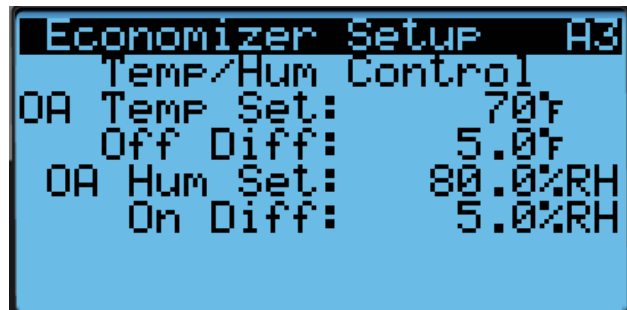 Economizer Setup A3
Temp/Hum Control
OA Temp Set: 70°F
Off Diff: 5.0°F
OA Hum Set: 80.0%RH
On Diff: 5.0%RH